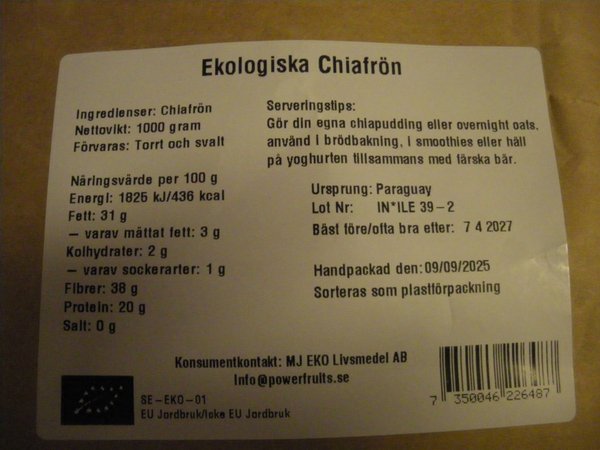 Ekologiska Chiafrön
Ingredienser: Chiafrön
Nettovikt: 1000 gram
Förvaras: Torrt och svalt
Näringsvärde per 100 g
Energi: 1825 kJ/436 kcal
Fett: 31 g
– varav mättat fett: 3 g
Kolhydrater: 2 g
– varav sockerarter: 1 g
Fibrer: 38 g
Protein: 20 g
Salt: 0 g
Serveringstips:
Gör din egna chiapudding eller overnight oats,
använd i brödbakning, i smoothies eller häll
på yoghurten tillsammans med färska bär.
Ursprung: Paraguay
Lot Nr: IN*ILE 39-2
Bäst före/ofta bra efter: 7 4 2027
Handpackad den: 09/09/2025
Sorteras som plastförpackning
Konsumentkontakt: MJ EKO Livsmedel AB
Info@powerfruits.se
SE-EKO-01
EU Jordbruk/Icke EU Jordbruk
7 350046 226487